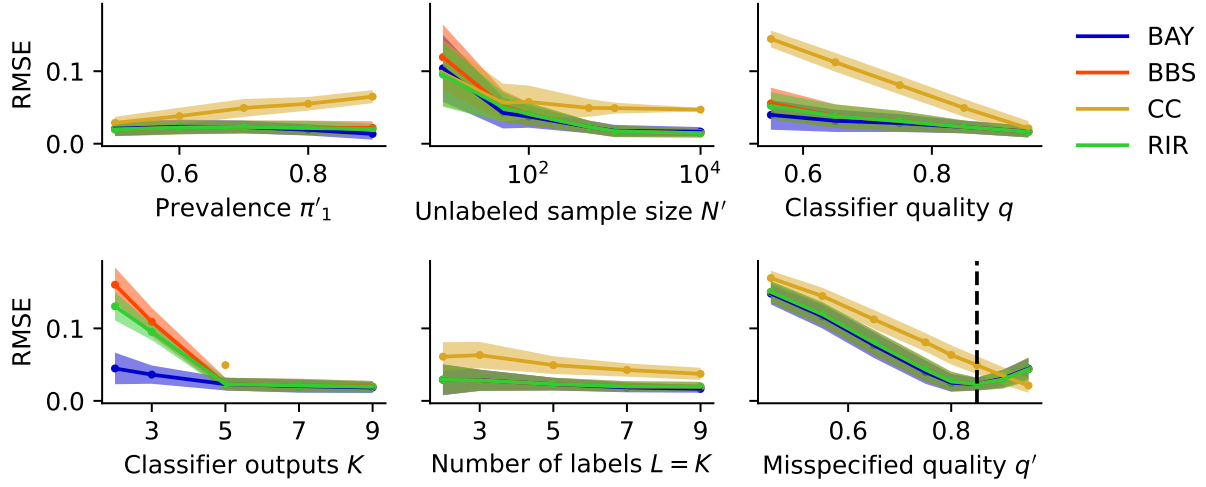 RMSE
0.1
0.0
0.6 0.8
Prevalence π′₁
10² 10⁴
Unlabeled sample size N′
0.6 0.8
Classifier quality q
BAY
BBS
CC
RIR
RMSE
0.1
0.0
3 5 7 9
Classifier outputs K
3 5 7 9
Number of labels L = K
0.6 0.8
Misspecified quality q′